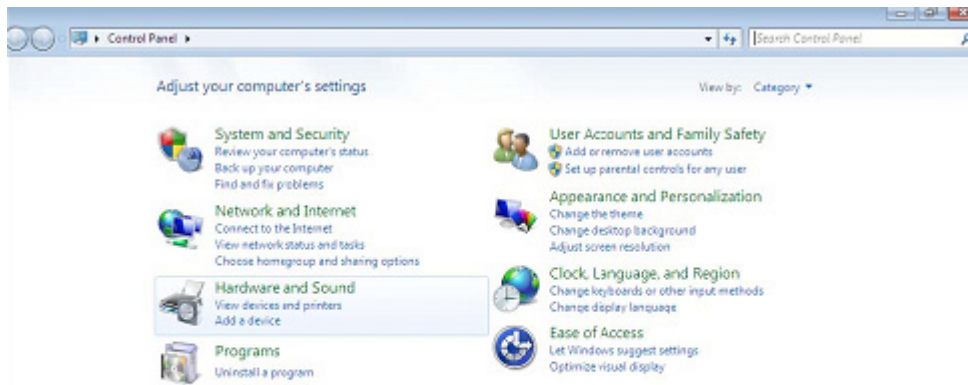 Control Panel
Search Control Panel
Adjust your computer's settings
View by: Category
System and Security
Review your computer's status
Back up your computer
Find and fix problems
Network and Internet
Connect to the Internet
View network status and tasks
Choose homegroup and sharing options
Hardware and Sound
View devices and printers
Add a device
Programs
Uninstall a program
User Accounts and Family Safety
Add or remove user accounts
Set up parental controls for any user
Appearance and Personalization
Change the theme
Change desktop background
Adjust screen resolution
Clock, Language, and Region
Change keyboards or other input methods
Change display language
Ease of Access
Let Windows suggest settings
Optimize visual display